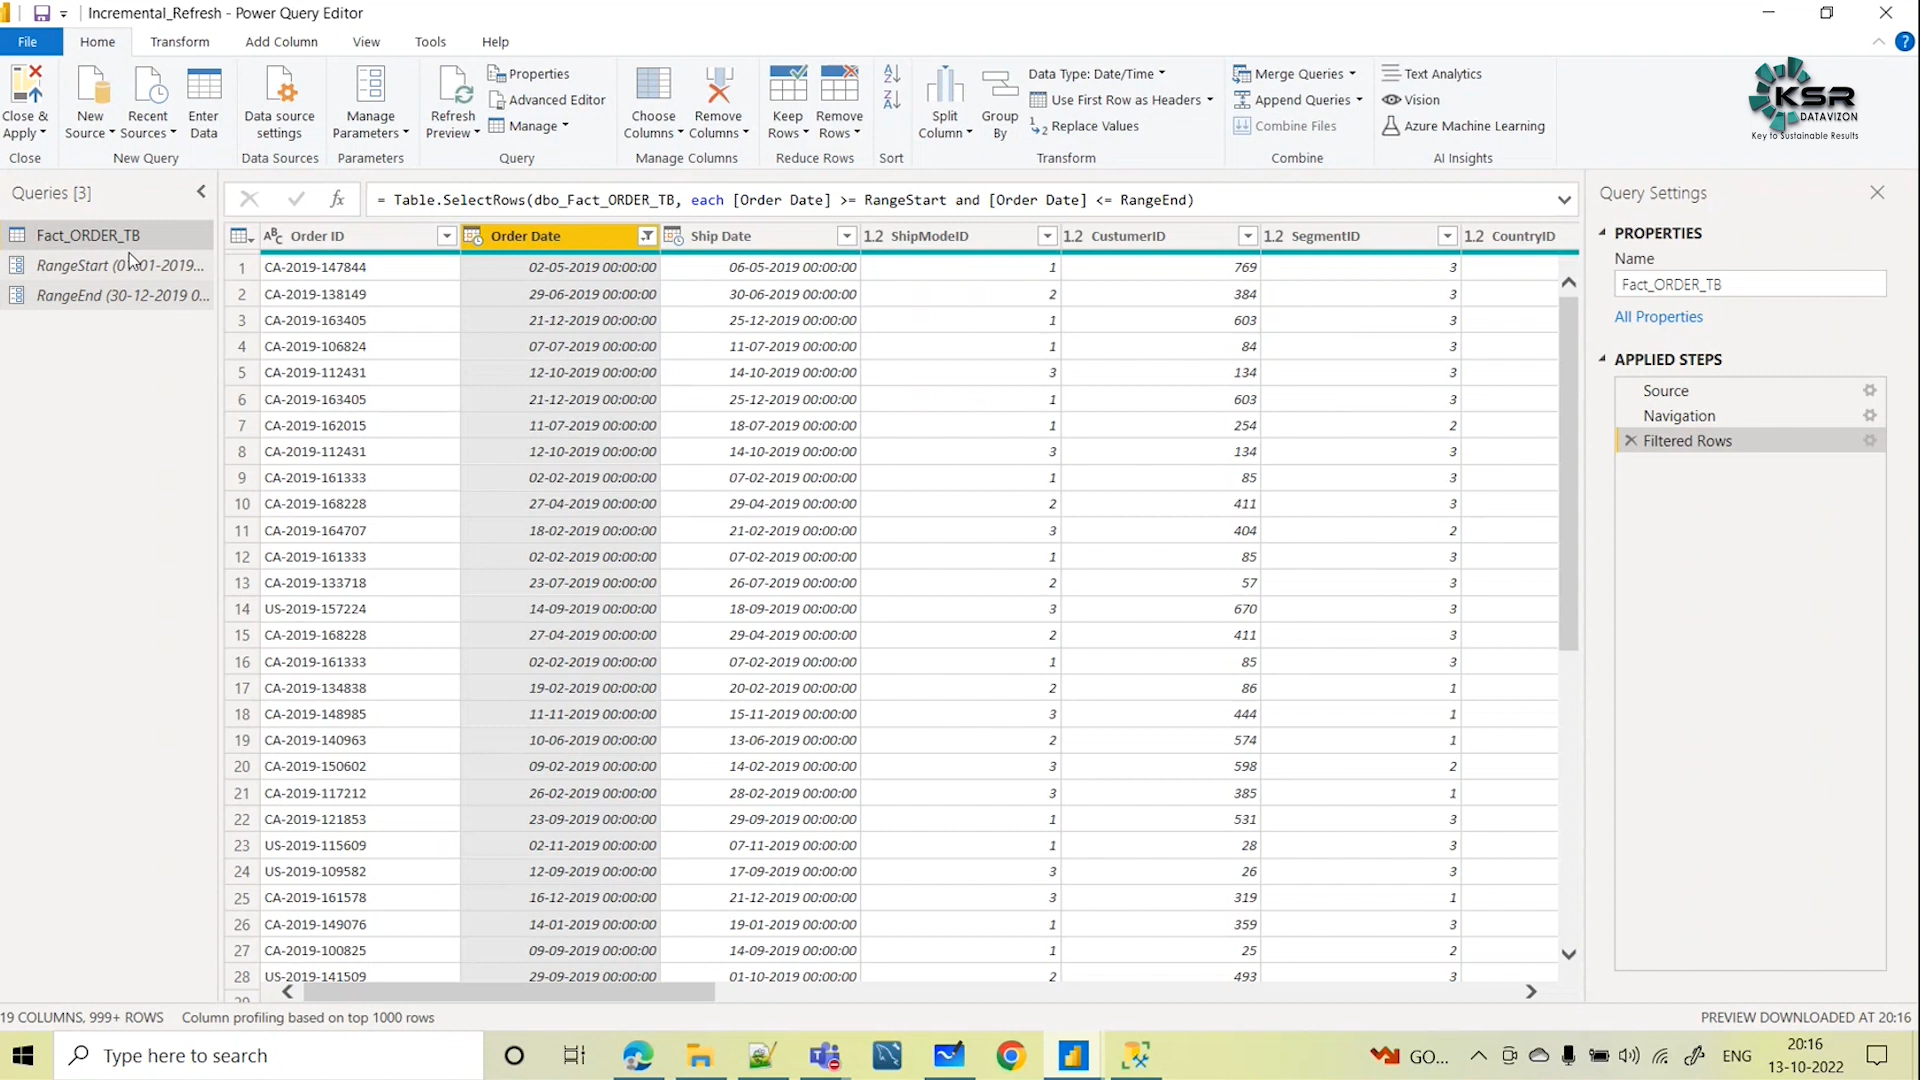 Incremental_Refresh - Power Query Editor
File Home Transform Add Column View Tools Help
Close & Apply
New Source
Recent Sources
Enter Data
Data source settings
Manage Parameters
Refresh Preview
Properties
Advanced Editor
Manage
Choose Columns
Remove Columns
Keep Rows
Remove Rows
Split Column
Group By
Data Type: Date/Time
Use First Row as Headers
Replace Values
Merge Queries
Append Queries
Combine Files
Text Analytics
Vision
Azure Machine Learning
Close New Query Data Sources Parameters Query Manage Columns Reduce Rows Sort Transform Combine AI Insights
KSR
DATAVIZON
Key to Sustainable Results
Queries [3]
Fact_ORDER_TB
RangeStart (0 01-2019...
RangeEnd (30-12-2019 0...
= Table.SelectRows(dbo_Fact_ORDER_TB, each [Order Date] >= RangeStart and [Order Date] <= RangeEnd)
Order ID Order Date Ship Date 1.2 ShipModeID 1.2 CustumerID 1.2 SegmentID 1.2 CountryID
1 CA-2019-147844 02-05-2019 00:00:00 06-05-2019 00:00:00 1 769 3
2 CA-2019-138149 29-06-2019 00:00:00 30-06-2019 00:00:00 2 384 3
3 CA-2019-163405 21-12-2019 00:00:00 25-12-2019 00:00:00 1 603 3
4 CA-2019-106824 07-07-2019 00:00:00 11-07-2019 00:00:00 1 84 3
5 CA-2019-112431 12-10-2019 00:00:00 14-10-2019 00:00:00 3 134 3
6 CA-2019-163405 21-12-2019 00:00:00 25-12-2019 00:00:00 1 603 3
7 CA-2019-162015 11-07-2019 00:00:00 18-07-2019 00:00:00 1 254 2
8 CA-2019-112431 12-10-2019 00:00:00 14-10-2019 00:00:00 3 134 3
9 CA-2019-161333 02-02-2019 00:00:00 07-02-2019 00:00:00 1 85 3
10 CA-2019-168228 27-04-2019 00:00:00 29-04-2019 00:00:00 2 411 3
11 CA-2019-164707 18-02-2019 00:00:00 21-02-2019 00:00:00 3 404 2
12 CA-2019-161333 02-02-2019 00:00:00 07-02-2019 00:00:00 1 85 3
13 CA-2019-133718 23-07-2019 00:00:00 26-07-2019 00:00:00 2 57 3
14 US-2019-157224 14-09-2019 00:00:00 18-09-2019 00:00:00 3 670 3
15 CA-2019-168228 27-04-2019 00:00:00 29-04-2019 00:00:00 2 411 3
16 CA-2019-161333 02-02-2019 00:00:00 07-02-2019 00:00:00 1 85 3
17 CA-2019-134838 19-02-2019 00:00:00 20-02-2019 00:00:00 2 86 1
18 CA-2019-148985 11-11-2019 00:00:00 15-11-2019 00:00:00 3 444 1
19 CA-2019-140963 10-06-2019 00:00:00 13-06-2019 00:00:00 2 574 1
20 CA-2019-150602 09-02-2019 00:00:00 14-02-2019 00:00:00 3 598 2
21 CA-2019-117212 26-02-2019 00:00:00 28-02-2019 00:00:00 3 385 1
22 CA-2019-121853 23-09-2019 00:00:00 29-09-2019 00:00:00 1 531 3
23 US-2019-115609 02-11-2019 00:00:00 07-11-2019 00:00:00 1 28 3
24 US-2019-109582 12-09-2019 00:00:00 17-09-2019 00:00:00 3 26 3
25 CA-2019-161578 16-12-2019 00:00:00 21-12-2019 00:00:00 3 319 1
26 CA-2019-149076 14-01-2019 00:00:00 19-01-2019 00:00:00 1 359 3
27 CA-2019-100825 09-09-2019 00:00:00 14-09-2019 00:00:00 1 25 2
28 US-2019-141509 29-09-2019 00:00:00 01-10-2019 00:00:00 2 493 3
Query Settings
PROPERTIES
Name
Fact_ORDER_TB
All Properties
APPLIED STEPS
Source
Navigation
Filtered Rows
19 COLUMNS, 999+ ROWS Column profiling based on top 1000 rows PREVIEW DOWNLOADED AT 20:16
Type here to search
GO...
ENG
20:16
13-10-2022